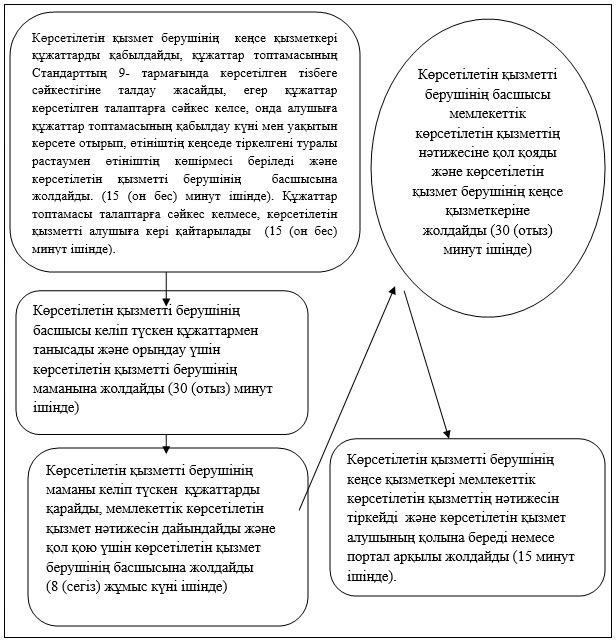 Көрсетілетін қызмет берушінің кеңсе қызметкері
құжаттарды қабылдайды, құжаттар топтамасының
Стандарттың 9- тармағында көрсетілген тізбеге
сәйкестігіне талдау жасайды, егер құжаттар
көрсетілген талаптарға сәйкес келсе, онда алушыға
құжаттар топтамасының қабылдау күні мен уақытын
көрсете отырып, өтініштің кеңседе тіркелгені туралы
растаумен өтініштің көшірмесі беріледі және
көрсетілетін қызметті берушінің басшысына
жолдайды. (15 (он бес) минут ішінде). Құжаттар
топтамасы талаптарға сәйкес келмесе, көрсетілетін
қызметті алушыға кері қайтарылады (15 (он бес)
минут ішінде).
Көрсетілетін қызметті берушінің
басшысы келіп түскен құжаттармен
танысады және орындау үшін
көрсетілетін қызметті берушінің
маманына жолдайды (30 (отыз) минут
ішінде)
Көрсетілетін қызметті берушінің
маманы келіп түскен құжаттарды
қарайды, мемлекеттік көрсетілетін
қызмет нәтижесін дайындайды және
қол қою үшін көрсетілетін қызмет
берушінің басшысына жолдайды
(8 (сегіз) жұмыс күні ішінде)
Көрсетілетін қызметті
берушінің басшысы
мемлекеттік
көрсетілетін қызметтің
нәтижесіне қол қояды
және көрсетілетін
қызмет берушінің кеңсе
қызметкеріне
жолдайды (30 (отыз)
минут ішінде)
Көрсетілетін қызметті берушінің
кеңсе қызметкері мемлекеттік
көрсетілетін қызметтің нәтижесін
тіркейді және көрсетілетін қызмет
алушының қолына береді немесе
портал арқылы жолдайды (15 минут
ішінде).